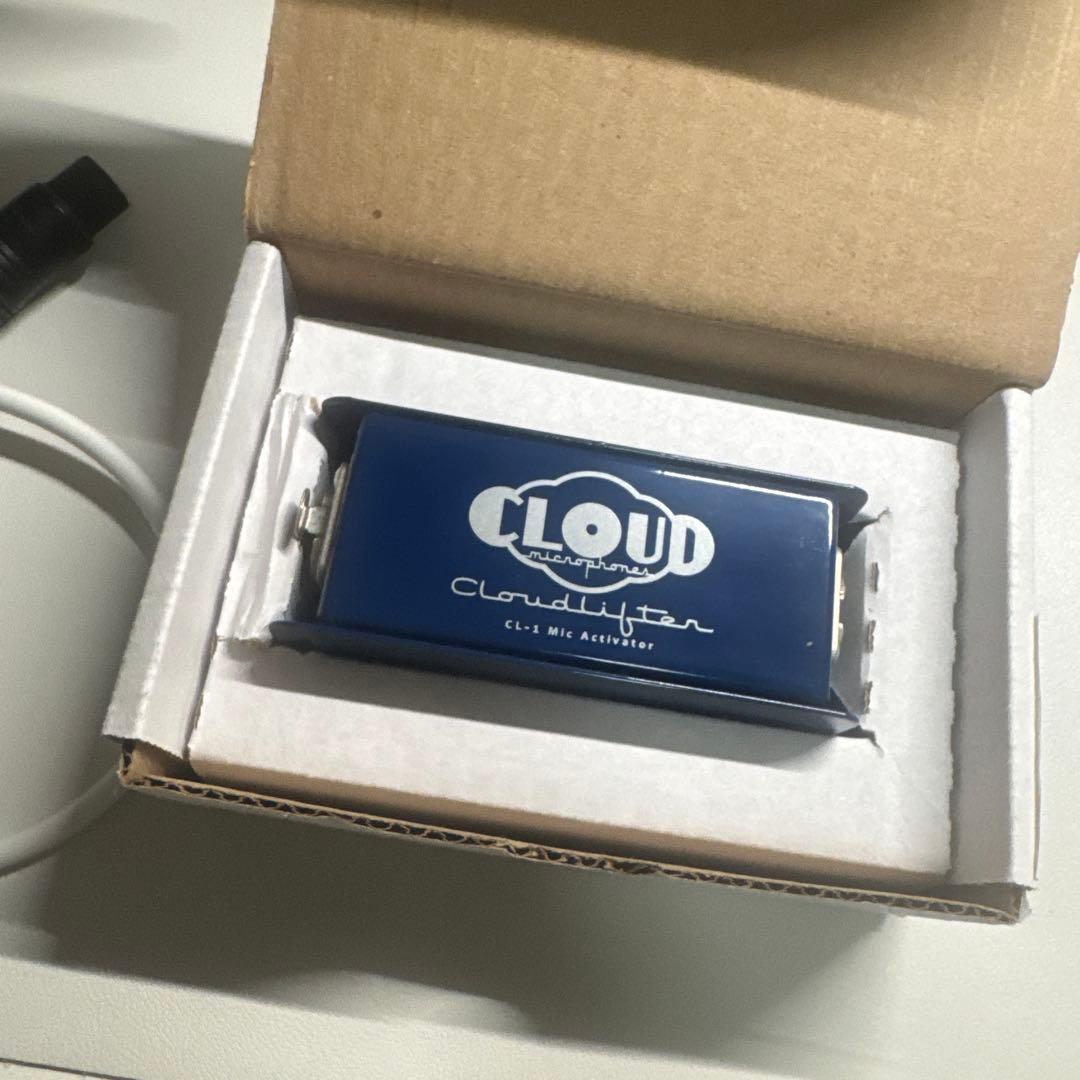 CLOUD
microphones
Cloudlifter
CL-1 Mic Activator